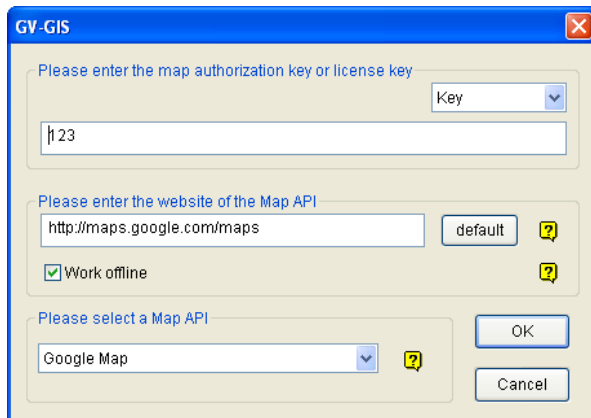 GV-GIS
Please enter the map authorization key or license key
Key
123
Please enter the website of the Map API
http://maps.google.com/maps
default
?
Work offline
?
Please select a Map API
Google Map
?
OK
Cancel